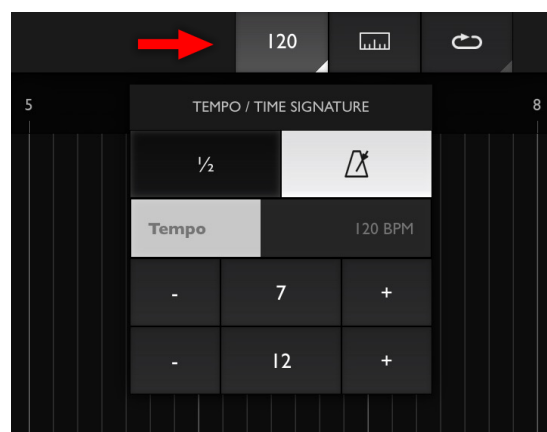 120
5
8
TEMPO / TIME SIGNATURE
½
Tempo
120 BPM
- 7 +
- 12 +